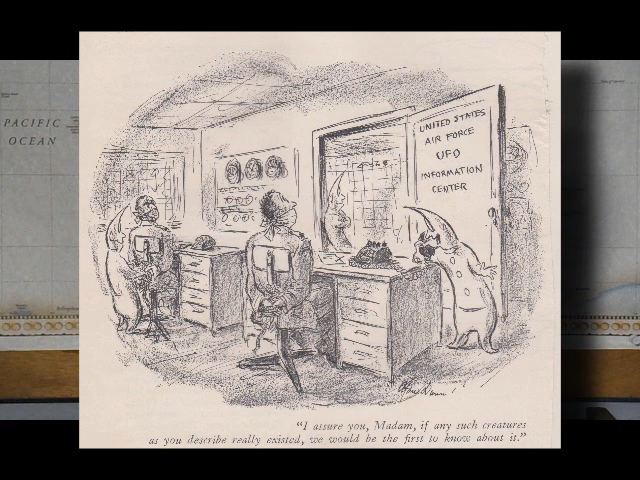 PACIFIC
OCEAN
UNITED STATES
AIR FORCE
UFO
INFORMATION
CENTER
"I assure you, Madam, if any such creatures
as you describe really existed, we would be the first to know about it."